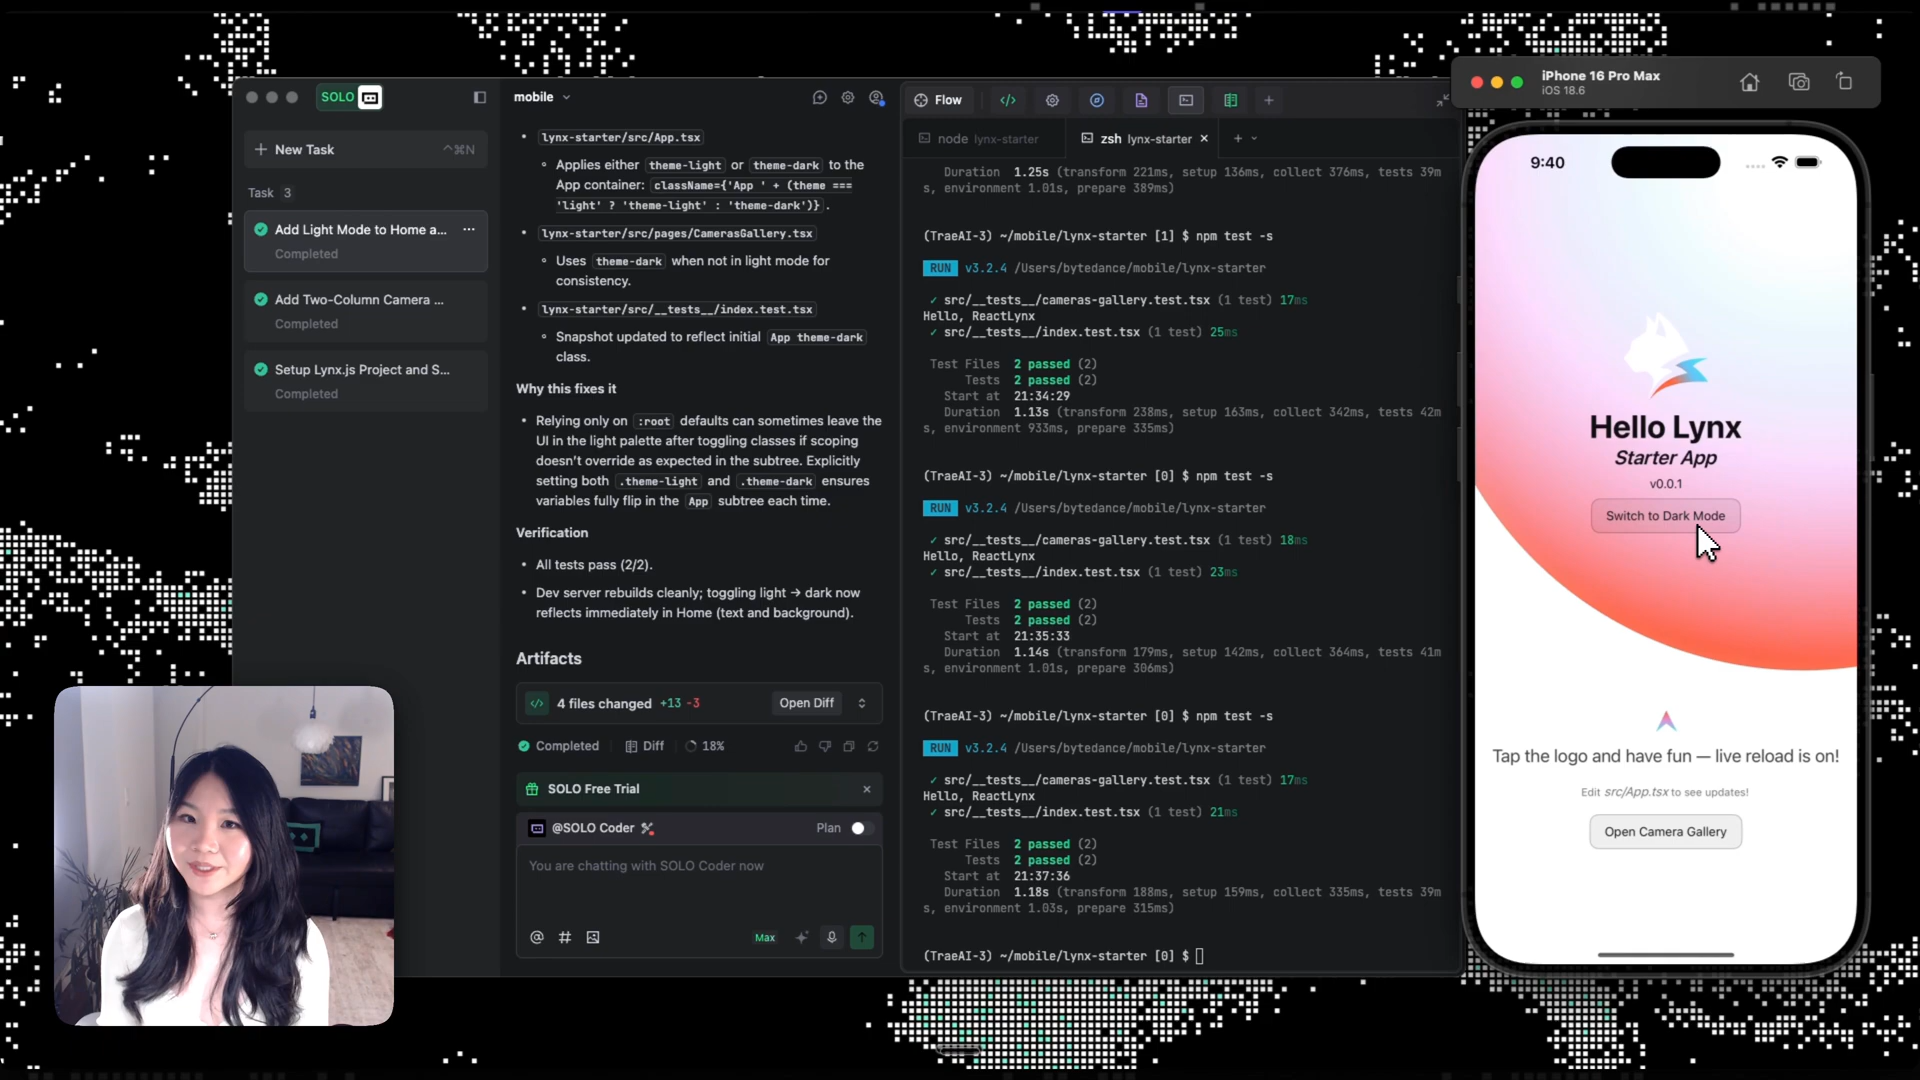 SOLO
New Task ^⌘N
Task 3
Add Light Mode to Home a... ···
Completed
Add Two-Column Camera ...
Completed
Setup Lynx.js Project and S...
Completed
mobile
lynx-starter/src/App.tsx
Applies either theme-light or theme-dark to the
App container: className={'App ' + (theme ===
'light' ? 'theme-light' : 'theme-dark')} .
lynx-starter/src/pages/CamerasGallery.tsx
Uses theme-dark when not in light mode for
consistency.
lynx-starter/src/__tests__/index.test.tsx
Snapshot updated to reflect initial App theme-dark
class.
Why this fixes it
Relying only on :root defaults can sometimes leave the
UI in the light palette after toggling classes if scoping
doesn't override as expected in the subtree. Explicitly
setting both .theme-light and .theme-dark ensures
variables fully flip in the App subtree each time.
Verification
All tests pass (2/2).
Dev server rebuilds cleanly; toggling light → dark now
reflects immediately in Home (text and background).
Artifacts
4 files changed +13 -3 Open Diff
Completed Diff 18%
SOLO Free Trial ×
@SOLO Coder Plan
You are chatting with SOLO Coder now
@ # Max
Flow </> +
node lynx-starter zsh lynx-starter × +
Duration 1.25s (transform 221ms, setup 136ms, collect 376ms, tests 39m
s, environment 1.01s, prepare 389ms)
(TraeAI-3) ~/mobile/lynx-starter [1] $ npm test -s
RUN v3.2.4 /Users/bytedance/mobile/lynx-starter
✓ src/__tests__/cameras-gallery.test.tsx (1 test) 17ms
Hello, ReactLynx
✓ src/__tests__/index.test.tsx (1 test) 25ms
Test Files 2 passed (2)
Tests 2 passed (2)
Start at 21:34:29
Duration 1.13s (transform 238ms, setup 163ms, collect 342ms, tests 42m
s, environment 933ms, prepare 335ms)
(TraeAI-3) ~/mobile/lynx-starter [0] $ npm test -s
RUN v3.2.4 /Users/bytedance/mobile/lynx-starter
✓ src/__tests__/cameras-gallery.test.tsx (1 test) 18ms
Hello, ReactLynx
✓ src/__tests__/index.test.tsx (1 test) 23ms
Test Files 2 passed (2)
Tests 2 passed (2)
Start at 21:35:33
Duration 1.14s (transform 179ms, setup 142ms, collect 364ms, tests 41m
s, environment 1.01s, prepare 306ms)
(TraeAI-3) ~/mobile/lynx-starter [0] $ npm test -s
RUN v3.2.4 /Users/bytedance/mobile/lynx-starter
✓ src/__tests__/cameras-gallery.test.tsx (1 test) 17ms
Hello, ReactLynx
✓ src/__tests__/index.test.tsx (1 test) 21ms
Test Files 2 passed (2)
Tests 2 passed (2)
Start at 21:37:36
Duration 1.18s (transform 188ms, setup 159ms, collect 335ms, tests 39m
s, environment 1.03s, prepare 315ms)
(TraeAI-3) ~/mobile/lynx-starter [0] $
iPhone 16 Pro Max
iOS 18.6
9:40
Hello Lynx
Starter App
v0.0.1
Switch to Dark Mode
Tap the logo and have fun — live reload is on!
Edit src/App.tsx to see updates!
Open Camera Gallery